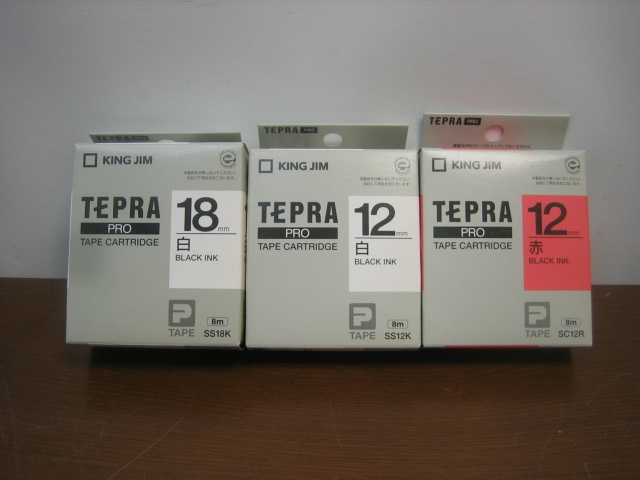 KING JIM
TEPRA
PRO
TAPE CARTRIDGE
18mm
白
BLACK INK
P
TAPE
8m
SS18K
TEPRA PRO
KING JIM
TEPRA
PRO
TAPE CARTRIDGE
12mm
白
BLACK INK
P
TAPE
8m
SS12K
TEPRA PRO
KING JIM
TEPRA
PRO
TAPE CARTRIDGE
12mm
赤
BLACK INK
P
TAPE
8m
SC12R